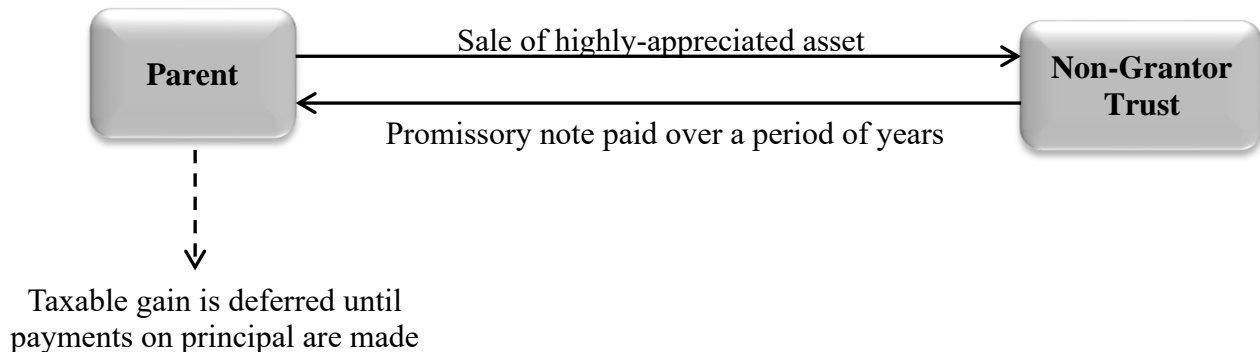 Sale of highly-appreciated asset
Parent
Non-Grantor
Trust
Promissory note paid over a period of years
Taxable gain is deferred until
payments on principal are made